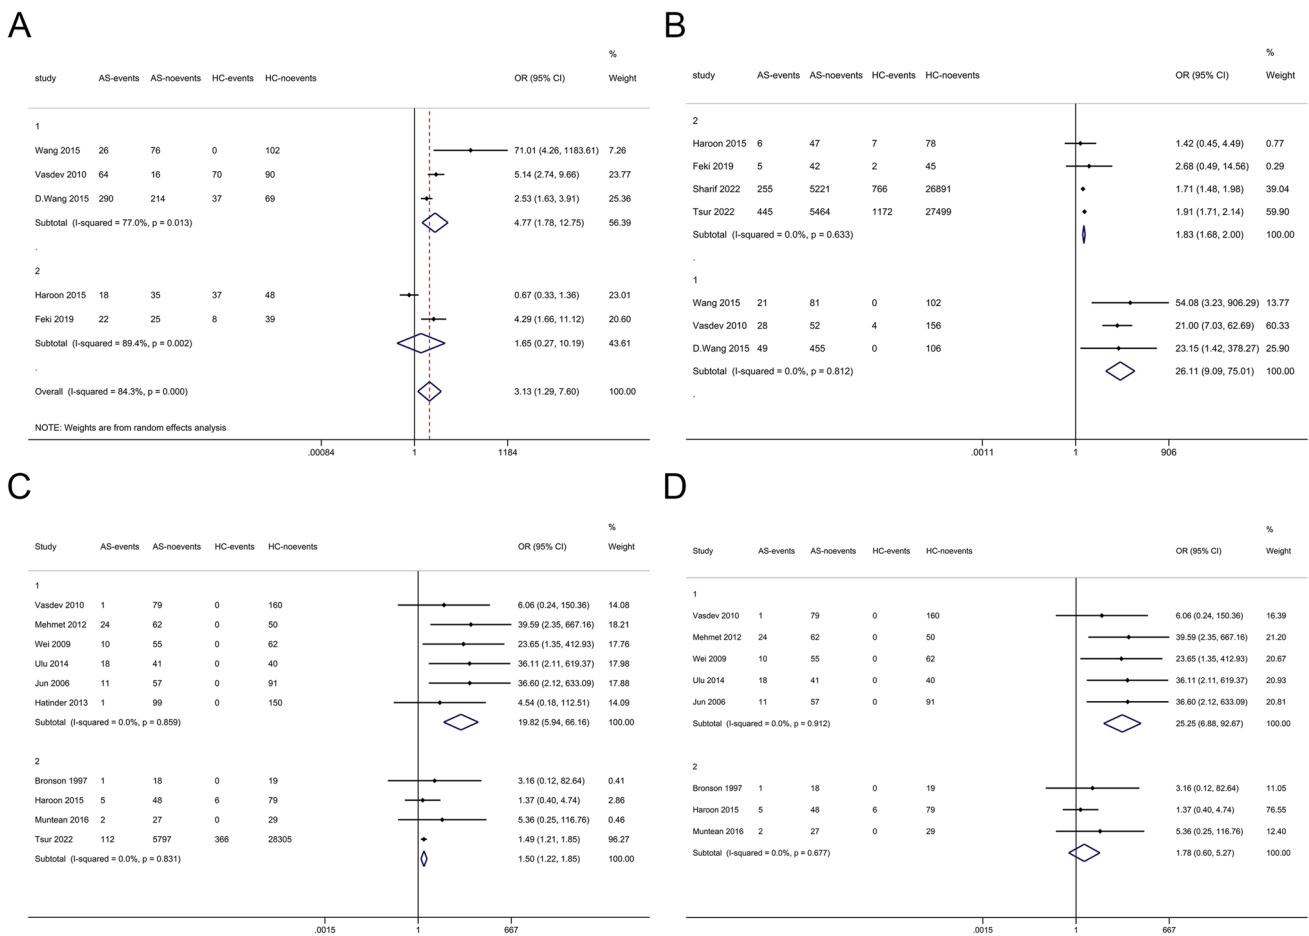 A
%
study AS-events AS-noevents HC-events HC-noevents OR (95% CI) Weight
1
Wang 2015 26 76 0 102 71.01 (4.26, 1183.61) 7.26
Vasdev 2010 64 16 70 90 5.14 (2.74, 9.66) 23.77
D.Wang 2015 290 214 37 69 2.53 (1.63, 3.91) 25.36
Subtotal (I-squared = 77.0%, p = 0.013) 4.77 (1.78, 12.75) 56.39
.
2
Haroon 2015 18 35 37 48 0.67 (0.33, 1.36) 23.01
Feki 2019 22 25 8 39 4.29 (1.66, 11.12) 20.60
Subtotal (I-squared = 89.4%, p = 0.002) 1.65 (0.27, 10.19) 43.61
.
Overall (I-squared = 84.3%, p = 0.000) 3.13 (1.29, 7.60) 100.00
NOTE: Weights are from random effects analysis
.00084 1 1184
B
%
study AS-events AS-noevents HC-events HC-noevents OR (95% CI) Weight
2
Haroon 2015 6 47 7 78 1.42 (0.45, 4.49) 0.77
Feki 2019 5 42 2 45 2.68 (0.49, 14.56) 0.29
Sharif 2022 255 5221 766 26891 1.71 (1.48, 1.98) 39.04
Tsur 2022 445 5464 1172 27499 1.91 (1.71, 2.14) 59.90
Subtotal (I-squared = 0.0%, p = 0.633) 1.83 (1.68, 2.00) 100.00
.
1
Wang 2015 21 81 0 102 54.08 (3.23, 906.29) 13.77
Vasdev 2010 28 52 4 156 21.00 (7.03, 62.69) 60.33
D.Wang 2015 49 455 0 106 23.15 (1.42, 378.27) 25.90
Subtotal (I-squared = 0.0%, p = 0.812) 26.11 (9.09, 75.01) 100.00
.
.0011 1 906
C
%
Study AS-events AS-noevents HC-events HC-noevents OR (95% CI) Weight
1
Vasdev 2010 1 79 0 160 6.06 (0.24, 150.36) 14.08
Mehmet 2012 24 62 0 50 39.59 (2.35, 667.16) 18.21
Wei 2009 10 55 0 62 23.65 (1.35, 412.93) 17.76
Ulu 2014 18 41 0 40 36.11 (2.11, 619.37) 17.98
Jun 2006 11 57 0 91 36.60 (2.12, 633.09) 17.88
Hatinder 2013 1 99 0 150 4.54 (0.18, 112.51) 14.09
Subtotal (I-squared = 0.0%, p = 0.859) 19.82 (5.94, 66.16) 100.00
2
Bronson 1997 1 18 0 19 3.16 (0.12, 82.64) 0.41
Haroon 2015 5 48 6 79 1.37 (0.40, 4.74) 2.86
Muntean 2016 2 27 0 29 5.36 (0.25, 116.76) 0.46
Tsur 2022 112 5797 366 28305 1.49 (1.21, 1.85) 96.27
Subtotal (I-squared = 0.0%, p = 0.831) 1.50 (1.22, 1.85) 100.00
.0015 1 667
D
%
Study AS-events AS-noevents HC-events HC-noevents OR (95% CI) Weight
1
Vasdev 2010 1 79 0 160 6.06 (0.24, 150.36) 16.39
Mehmet 2012 24 62 0 50 39.59 (2.35, 667.16) 21.20
Wei 2009 10 55 0 62 23.65 (1.35, 412.93) 20.67
Ulu 2014 18 41 0 40 36.11 (2.11, 619.37) 20.93
Jun 2006 11 57 0 91 36.60 (2.12, 633.09) 20.81
Subtotal (I-squared = 0.0%, p = 0.912) 25.25 (6.88, 92.67) 100.00
2
Bronson 1997 1 18 0 19 3.16 (0.12, 82.64) 11.05
Haroon 2015 5 48 6 79 1.37 (0.40, 4.74) 76.55
Muntean 2016 2 27 0 29 5.36 (0.25, 116.76) 12.40
Subtotal (I-squared = 0.0%, p = 0.677) 1.78 (0.60, 5.27) 100.00
.0015 1 667